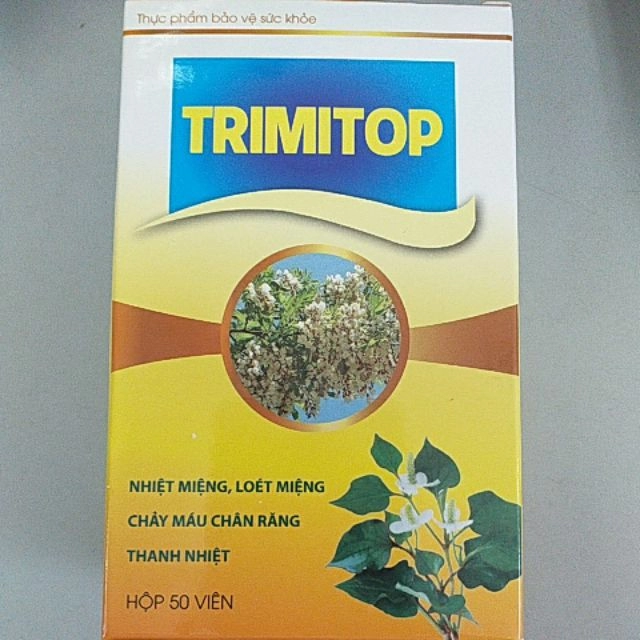 Thực phẩm bảo vệ sức khỏe
TRIMITOP
NHIỆT MIỆNG, LOÉT MIỆNG
CHẢY MÁU CHÂN RĂNG
THANH NHIỆT
HỘP 50 VIÊN